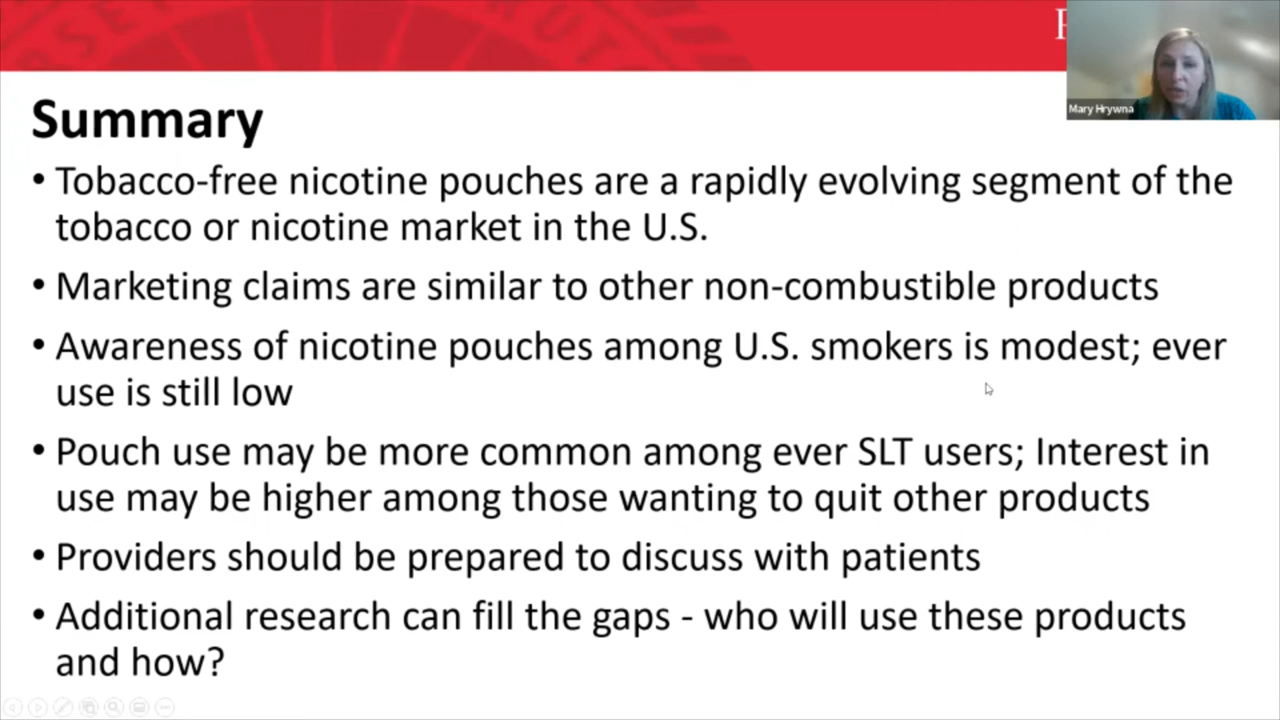 R
Mary Hrywna
Summary
• Tobacco-free nicotine pouches are a rapidly evolving segment of the
tobacco or nicotine market in the U.S.
• Marketing claims are similar to other non-combustible products
• Awareness of nicotine pouches among U.S. smokers is modest; ever
use is still low
• Pouch use may be more common among ever SLT users; Interest in
use may be higher among those wanting to quit other products
• Providers should be prepared to discuss with patients
• Additional research can fill the gaps - who will use these products
and how?